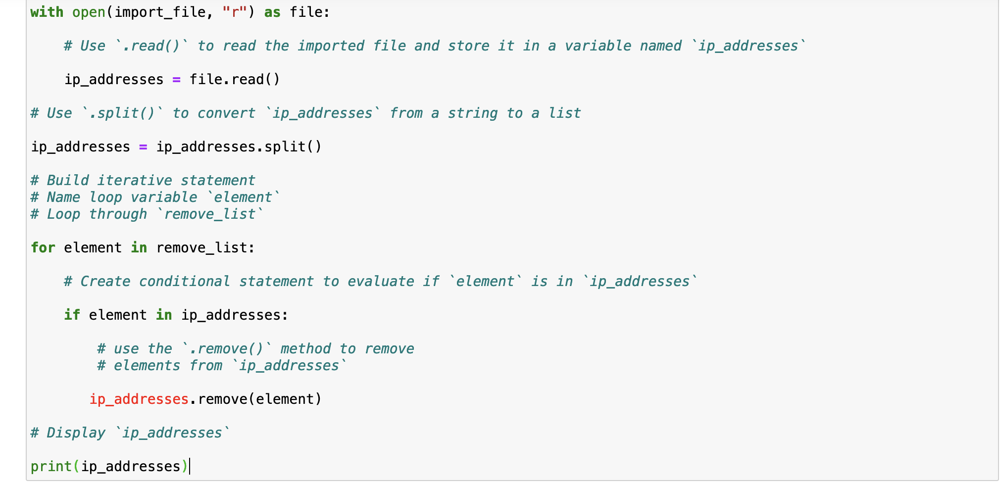 with open(import_file, "r") as file:
    # Use `.read()` to read the imported file and store it in a variable named `ip_addresses`
    ip_addresses = file.read()
# Use `.split()` to convert `ip_addresses` from a string to a list
ip_addresses = ip_addresses.split()
# Build iterative statement
# Name loop variable `element`
# Loop through `remove_list`
for element in remove_list:
    # Create conditional statement to evaluate if `element` is in `ip_addresses`
    if element in ip_addresses:
        # use the `.remove()` method to remove
        # elements from `ip_addresses`
       ip_addresses.remove(element)
# Display `ip_addresses`
print(ip_addresses)